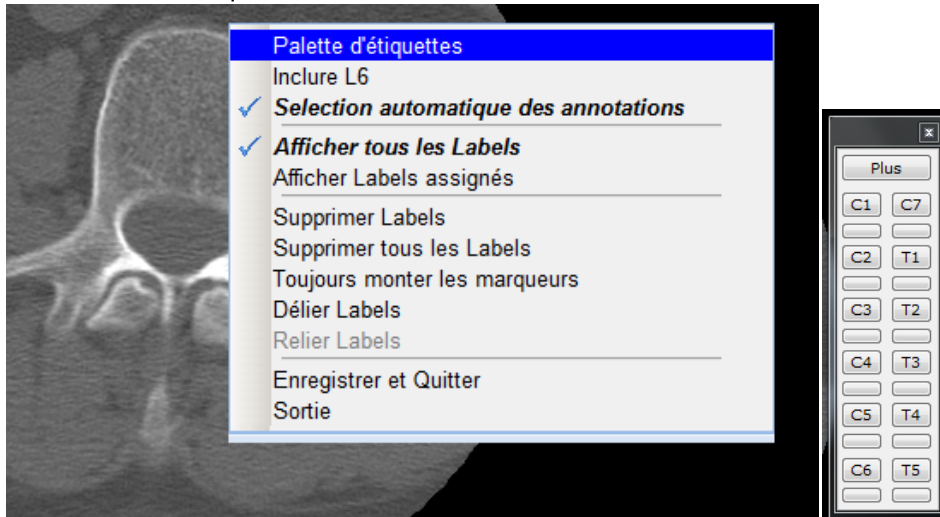 Palette d'étiquettes
Inclure L6
Selection automatique des annotations
Afficher tous les Labels
Afficher Labels assignés
Supprimer Labels
Supprimer tous les Labels
Toujours monter les marqueurs
Délier Labels
Relier Labels
Enregistrer et Quitter
Sortie
x
Plus
C1 C7
C2 T1
C3 T2
C4 T3
C5 T4
C6 T5